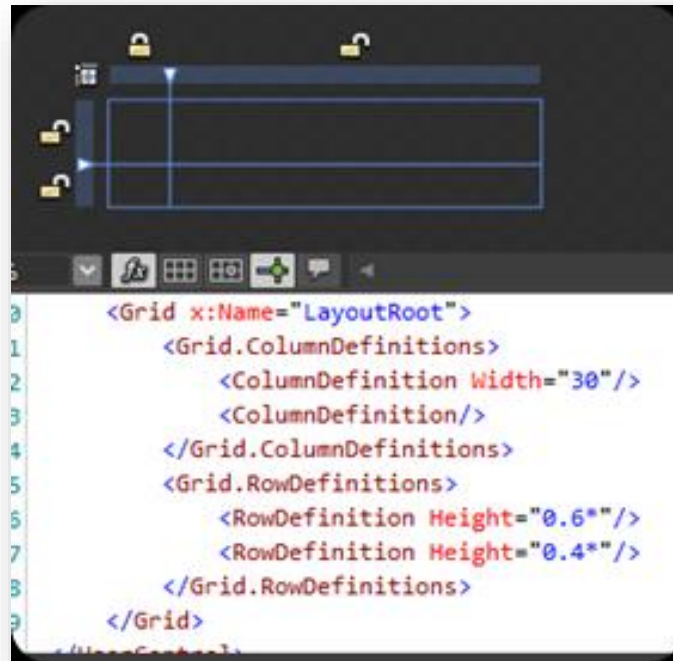 fx
<Grid x:Name="LayoutRoot">
<Grid.ColumnDefinitions>
<ColumnDefinition Width="30"/>
<ColumnDefinition/>
</Grid.ColumnDefinitions>
<Grid.RowDefinitions>
<RowDefinition Height="0.6*"/>
<RowDefinition Height="0.4*"/>
</Grid.RowDefinitions>
</Grid>